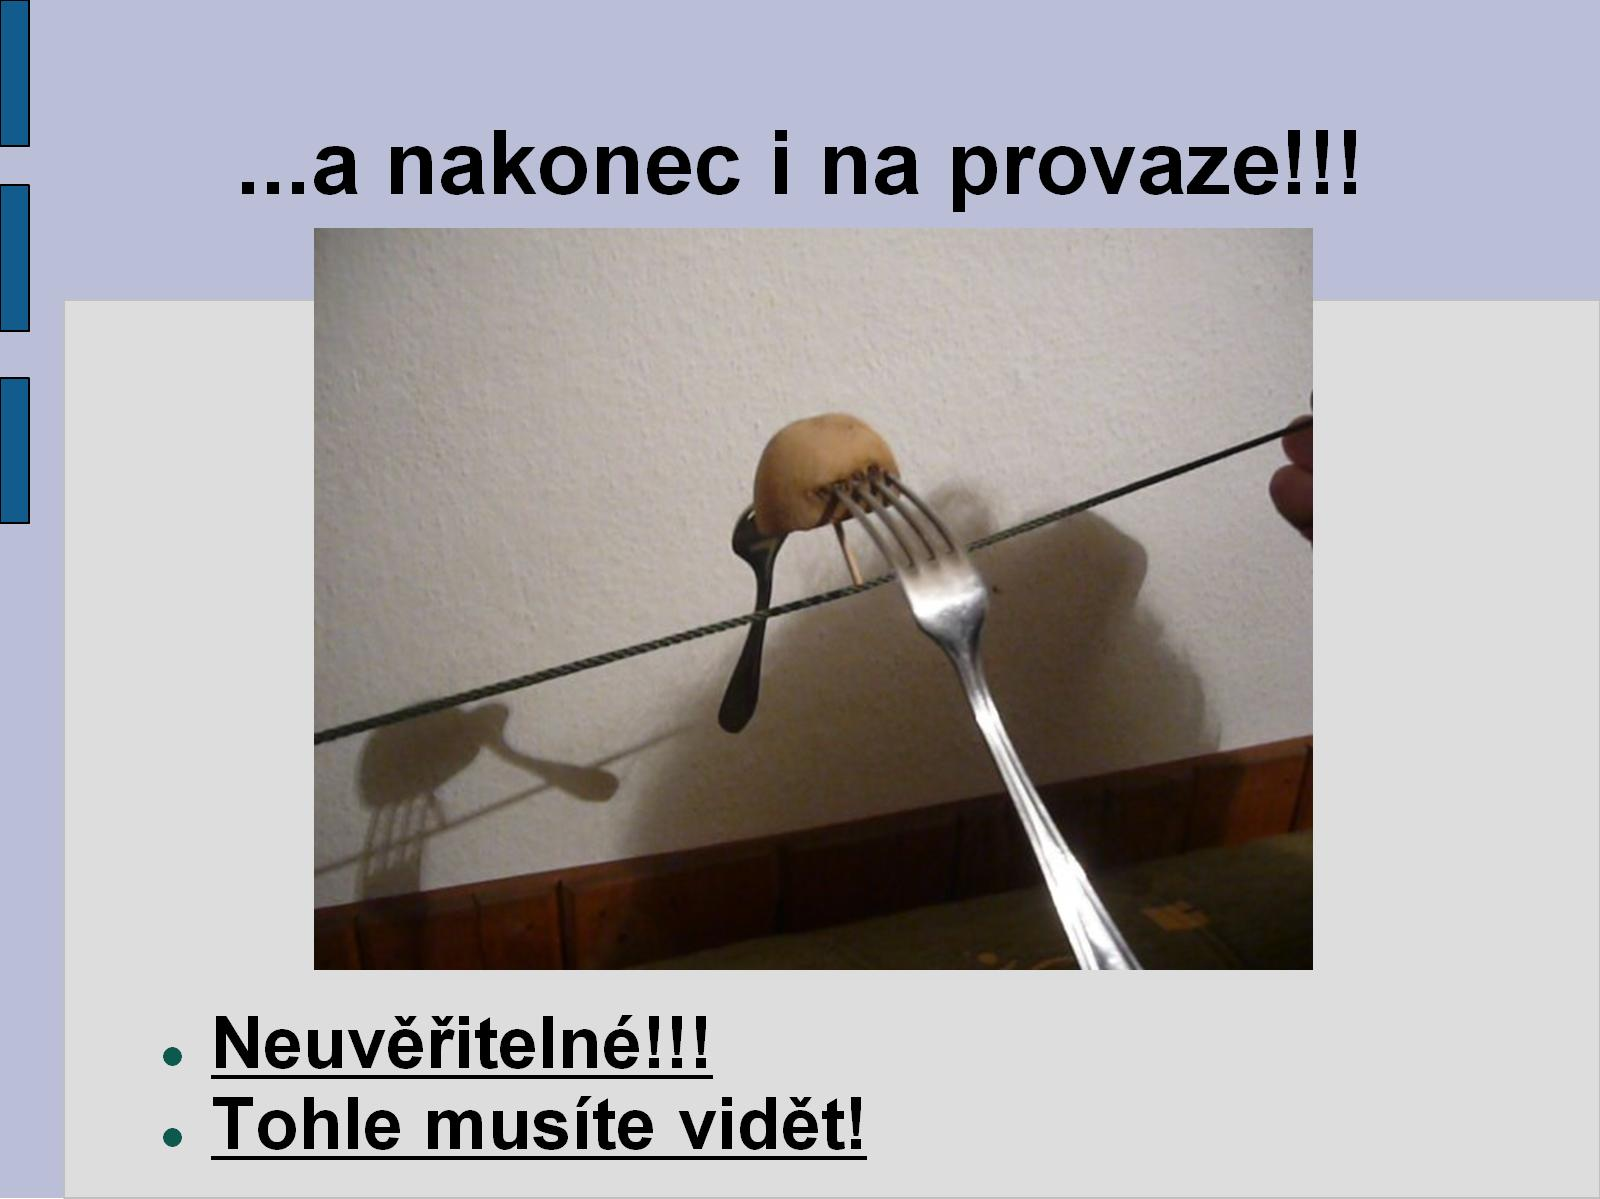 ...a nakonec i na provaze!!!
Neuvěřitelné!!!
Tohle musíte vidět!